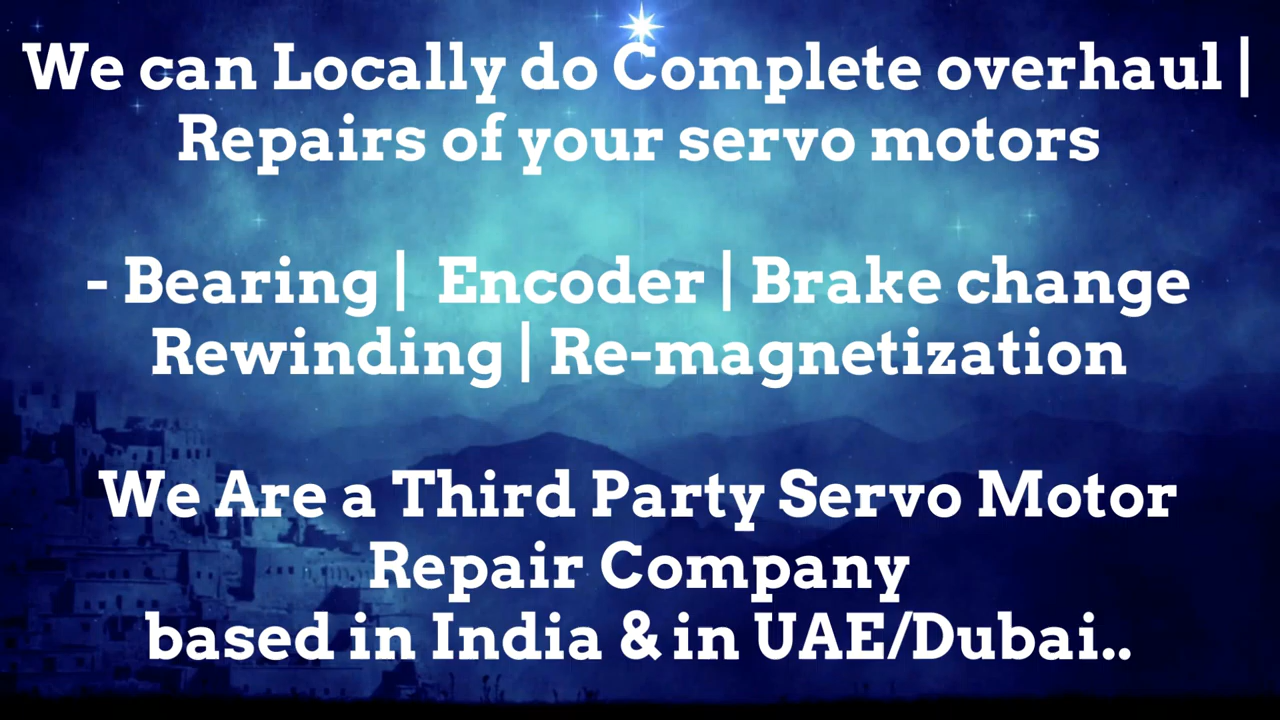 We can Locally do Complete overhaul |
Repairs of your servo motors
- Bearing | Encoder | Brake change
Rewinding | Re-magnetization
We Are a Third Party Servo Motor
Repair Company
based in India & in UAE/Dubai..